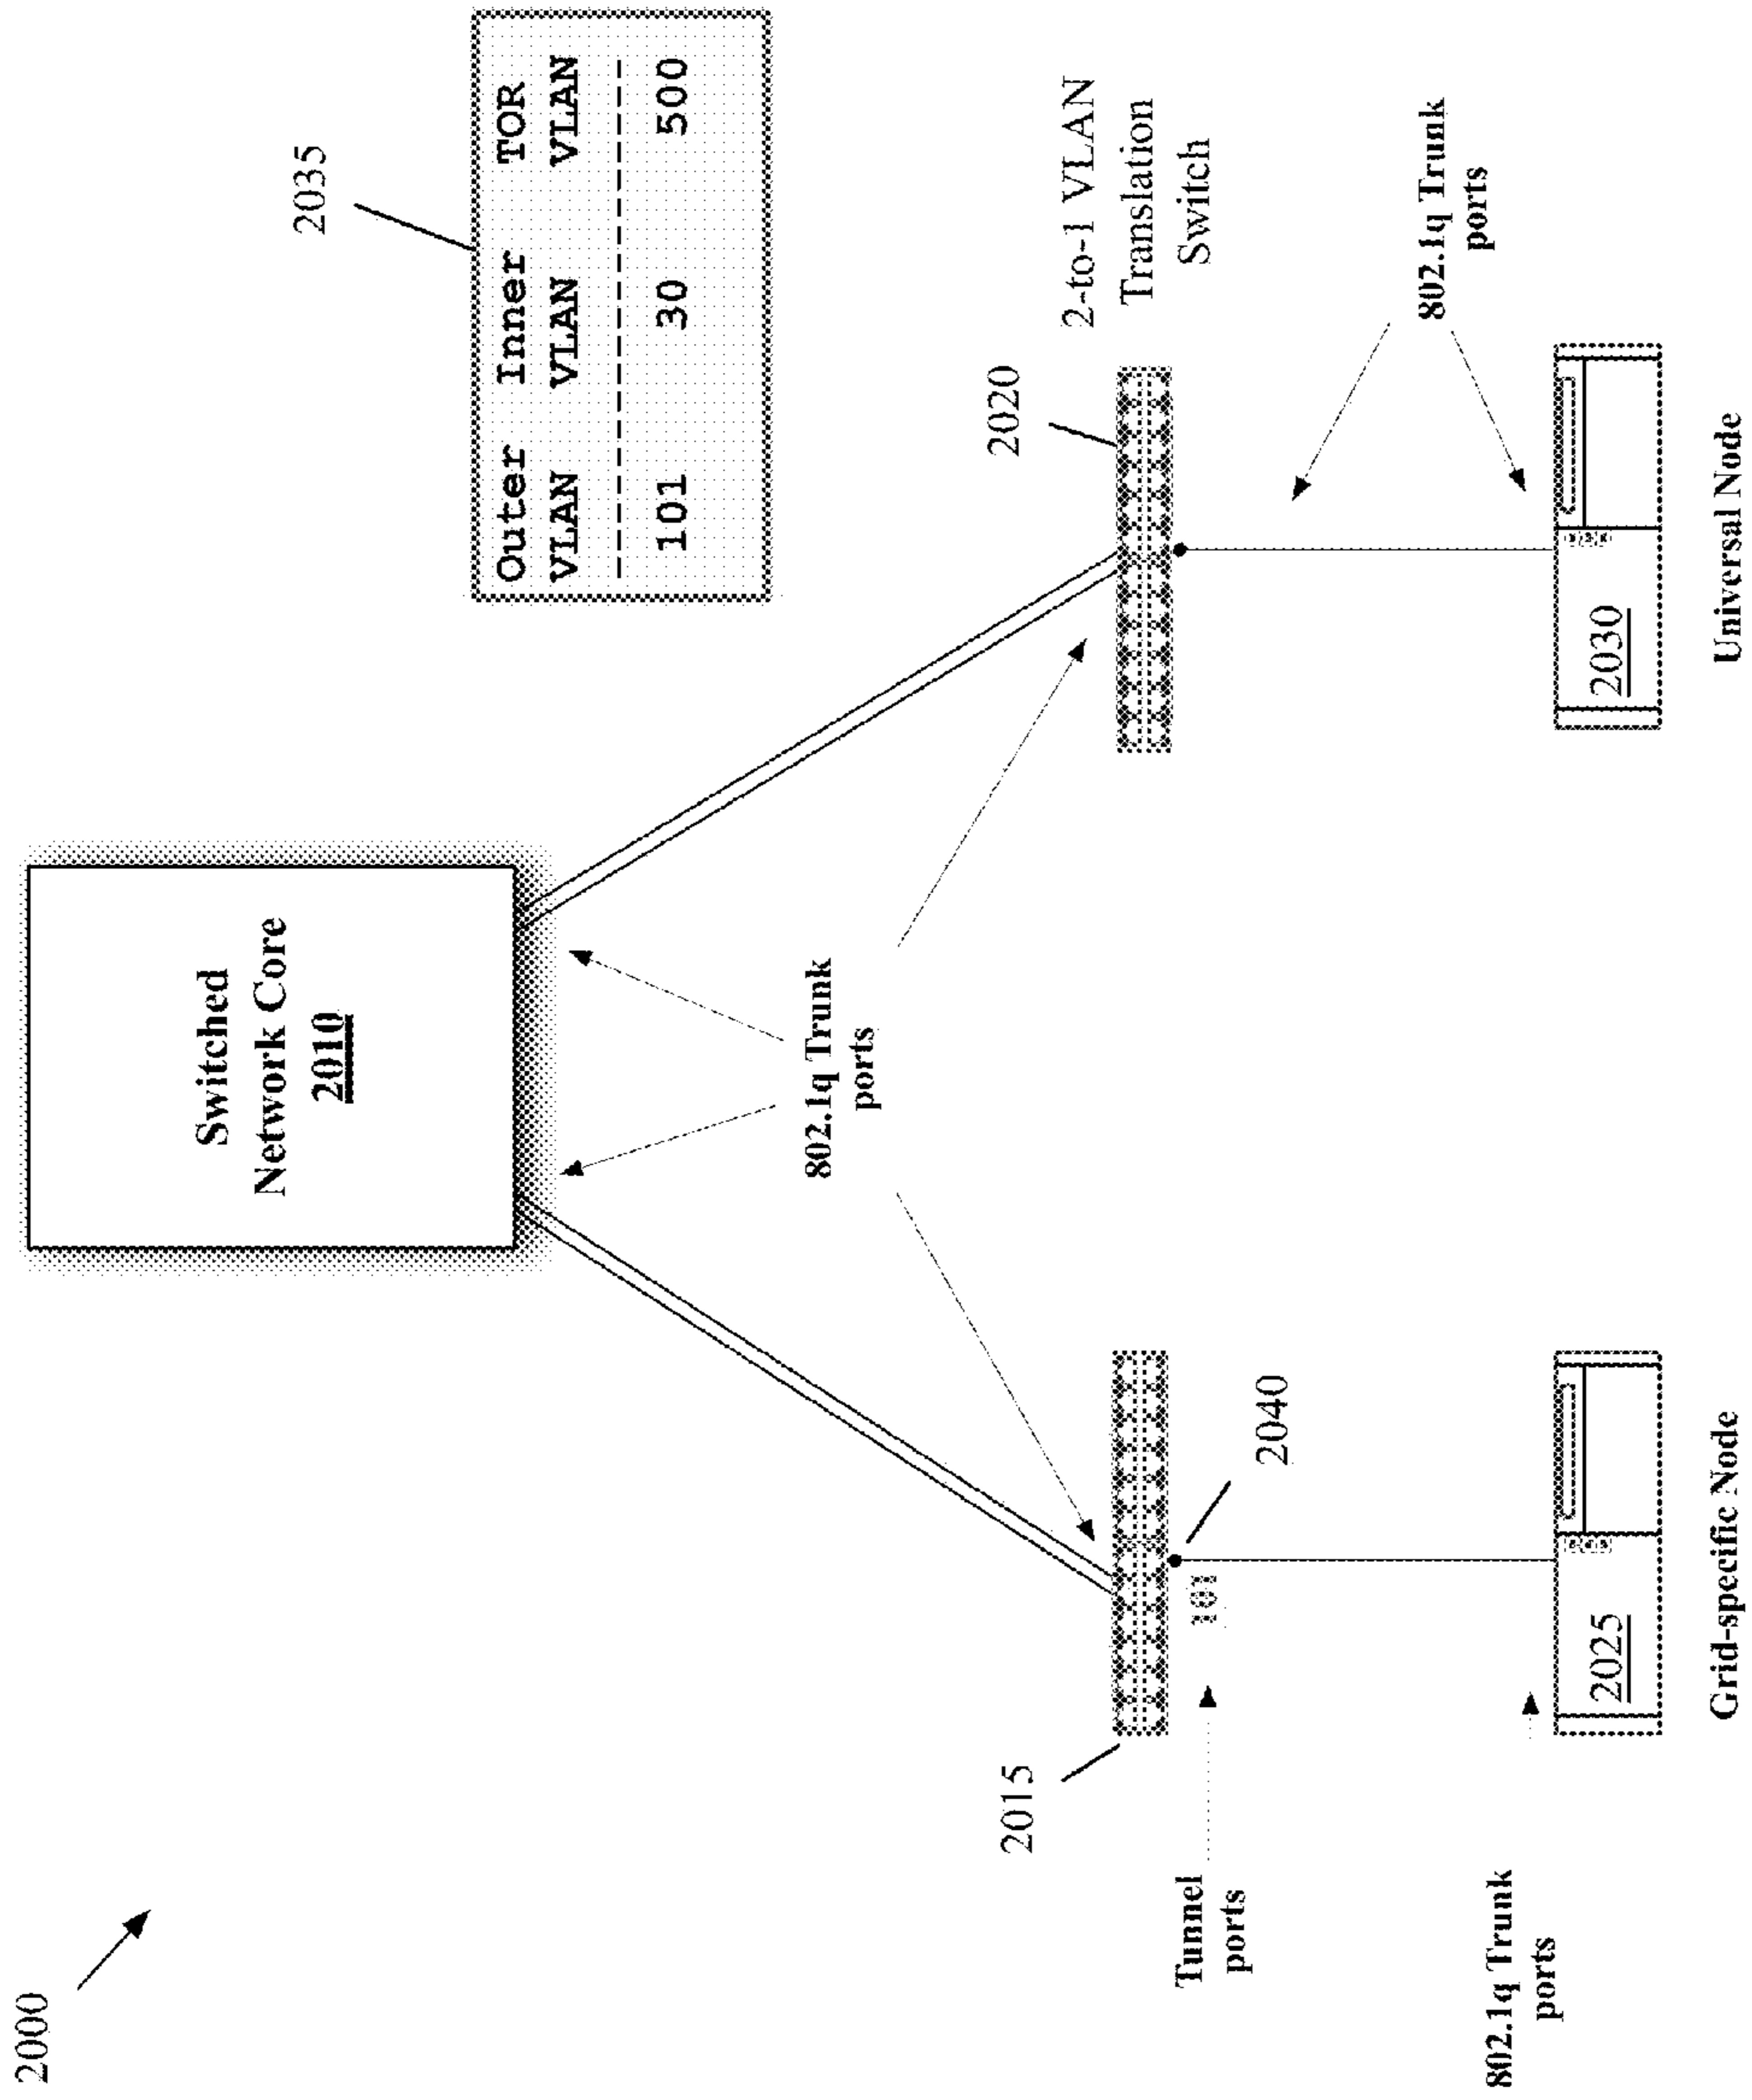 2000
Switched
Network Core
2010
2035
Outer Inner TOR
VLAN VLAN VLAN
101 30 500
802.1q Trunk
ports
2015
2020
2-to-1 VLAN
Translation
Switch
Tunnel
ports
101
2040
802.1q Trunk
ports
802.1q Trunk
ports
2025
2030
Grid-specific Node
Universal Node